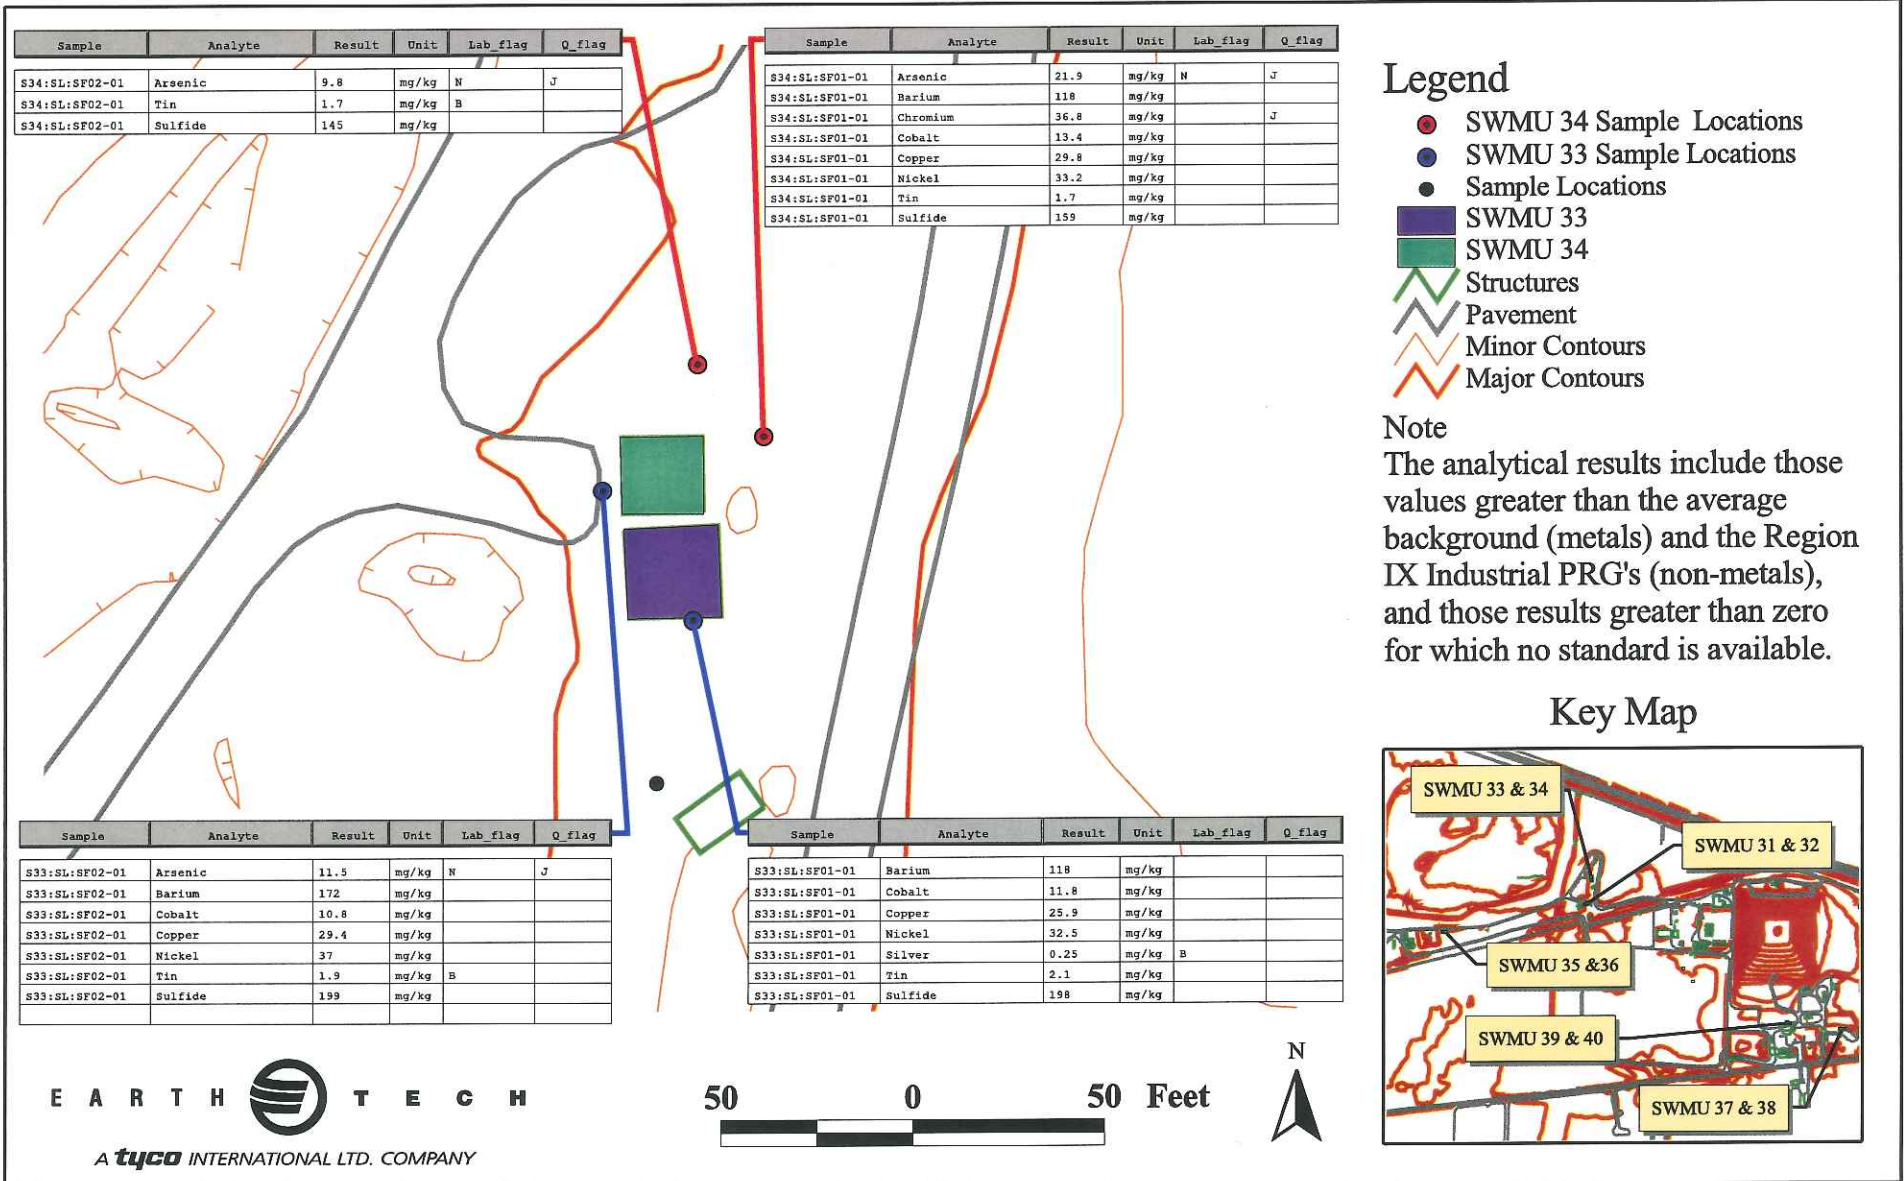 Sample Analyte Result Unit Lab_flag Q_flag
S34:SL:SF02-01 Arsenic 9.8 mg/kg N J
S34:SL:SF02-01 Tin 1.7 mg/kg B
S34:SL:SF02-01 Sulfide 145 mg/kg
Sample Analyte Result Unit Lab_flag Q_flag
S34:SL:SF01-01 Arsenic 21.9 mg/kg N J
S34:SL:SF01-01 Barium 118 mg/kg
S34:SL:SF01-01 Chromium 36.8 mg/kg J
S34:SL:SF01-01 Cobalt 13.4 mg/kg
S34:SL:SF01-01 Copper 29.8 mg/kg
S34:SL:SF01-01 Nickel 33.2 mg/kg
S34:SL:SF01-01 Tin 1.7 mg/kg
S34:SL:SF01-01 Sulfide 159 mg/kg
Legend
SWMU 34 Sample Locations
SWMU 33 Sample Locations
Sample Locations
SWMU 33
SWMU 34
Structures
Pavement
Minor Contours
Major Contours
Note
The analytical results include those
values greater than the average
background (metals) and the Region
IX Industrial PRG's (non-metals),
and those results greater than zero
for which no standard is available.
Key Map
SWMU 33 & 34
SWMU 31 & 32
SWMU 35 &36
SWMU 39 & 40
SWMU 37 & 38
Sample Analyte Result Unit Lab_flag Q_flag
S33:SL:SF02-01 Arsenic 11.5 mg/kg N J
S33:SL:SF02-01 Barium 172 mg/kg
S33:SL:SF02-01 Cobalt 10.8 mg/kg
S33:SL:SF02-01 Copper 29.4 mg/kg
S33:SL:SF02-01 Nickel 37 mg/kg
S33:SL:SF02-01 Tin 1.9 mg/kg B
S33:SL:SF02-01 Sulfide 199 mg/kg
Sample Analyte Result Unit Lab_flag Q_flag
S33:SL:SF01-01 Barium 118 mg/kg
S33:SL:SF01-01 Cobalt 11.8 mg/kg
S33:SL:SF01-01 Copper 25.9 mg/kg
S33:SL:SF01-01 Nickel 32.5 mg/kg
S33:SL:SF01-01 Silver 0.25 mg/kg B
S33:SL:SF01-01 Tin 2.1 mg/kg
S33:SL:SF01-01 Sulfide 198 mg/kg
EARTH TECH
A tyco INTERNATIONAL LTD. COMPANY
50 0 50 Feet
N